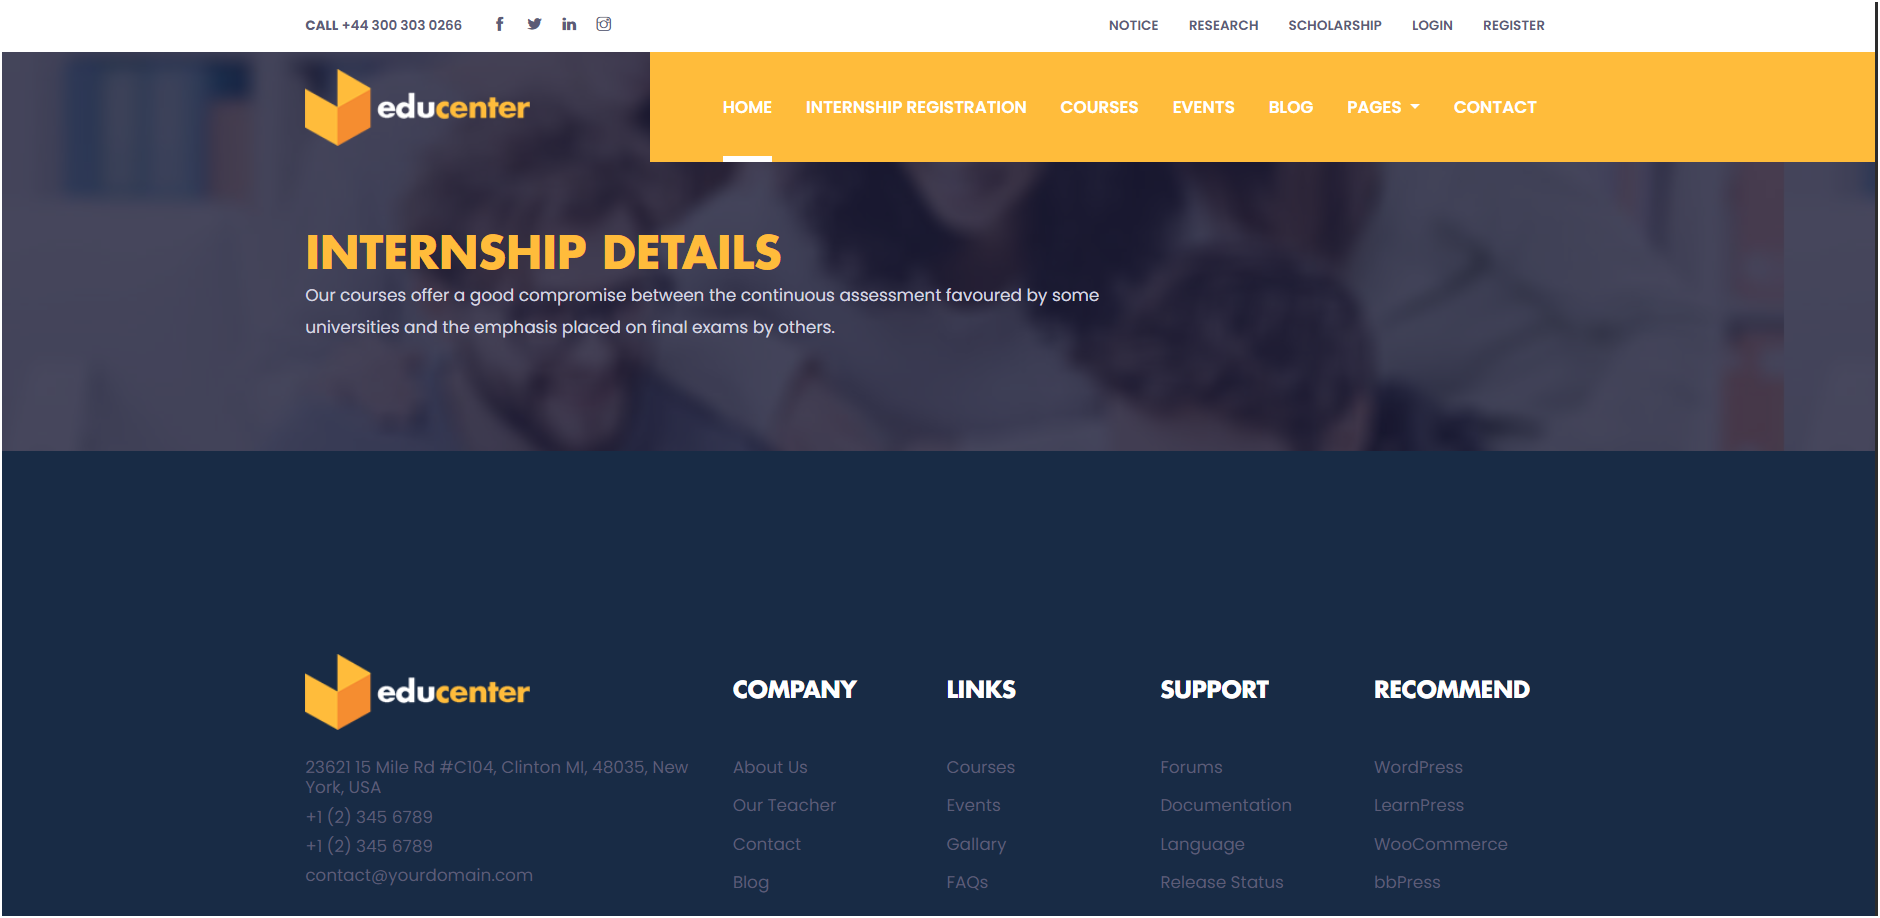 CALL +44 300 303 0266
NOTICE RESEARCH SCHOLARSHIP LOGIN REGISTER
educenter
HOME INTERNSHIP REGISTRATION COURSES EVENTS BLOG PAGES CONTACT
INTERNSHIP DETAILS
Our courses offer a good compromise between the continuous assessment favoured by some
universities and the emphasis placed on final exams by others.
educenter
23621 15 Mile Rd #C104, Clinton MI, 48035, New
York, USA
+1 (2) 345 6789
+1 (2) 345 6789
contact@yourdomain.com
COMPANY
About Us
Our Teacher
Contact
Blog
LINKS
Courses
Events
Gallary
FAQs
SUPPORT
Forums
Documentation
Language
Release Status
RECOMMEND
WordPress
LearnPress
WooCommerce
bbPress